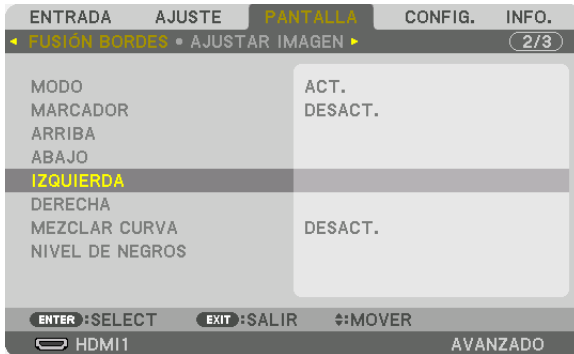 ENTRADA AJUSTE PANTALLA CONFIG. INFO.
FUSIÓN BORDES • AJUSTAR IMAGEN 2/3
MODO ACT.
MARCADOR DESACT.
ARRIBA
ABAJO
IZQUIERDA
DERECHA
MEZCLAR CURVA DESACT.
NIVEL DE NEGROS
ENTER :SELECT EXIT :SALIR :MOVER
HDMI1 AVANZADO